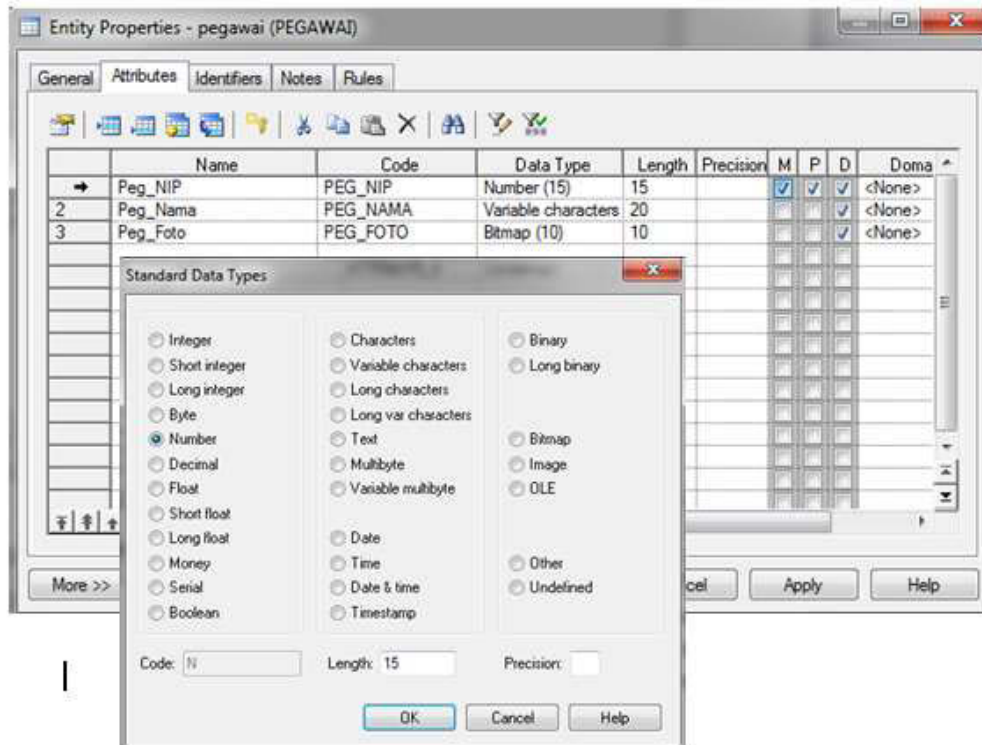 Entity Properties - pegawai (PEGAWAI)
General Attributes Identifiers Notes Rules
Name Code Data Type Length Precision M P D Doma
Peg_NIP PEG_NIP Number (15) 15 <None>
2 Peg_Nama PEG_NAMA Variable characters 20 <None>
3 Peg_Foto PEG_FOTO Bitmap (10) 10 <None>
Standard Data Types
Integer Characters Binary
Short integer Variable characters Long binary
Long integer Long characters
Byte Long var characters
Number Text Bitmap
Decimal Multibyte Image
Float Variable multibyte OLE
Short float
Long float Date
Money Time Other
Serial Date & time Undefined
Boolean Timestamp
More >> cel Apply Help
Code: N Length: 15 Precision:
OK Cancel Help